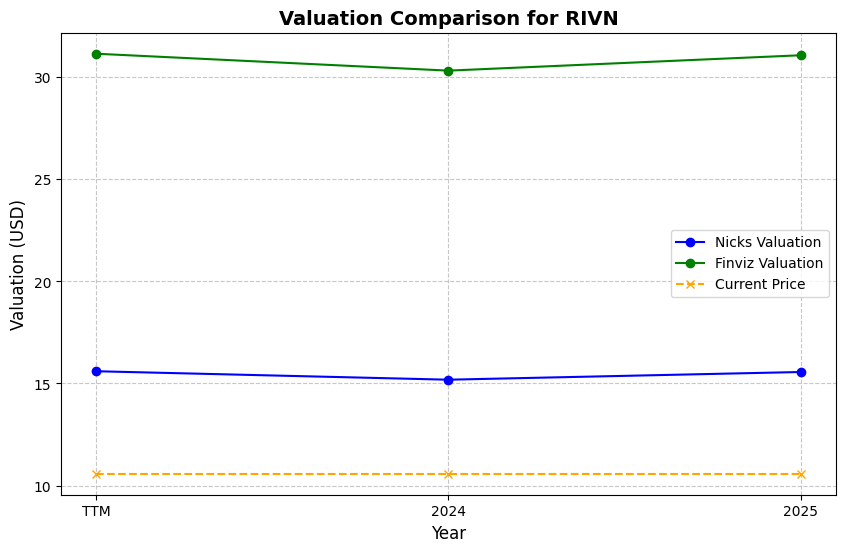 Valuation Comparison for RIVN
Valuation (USD)
30
25
20
15
10
Nicks Valuation
Finviz Valuation
Current Price
TTM
2024
2025
Year